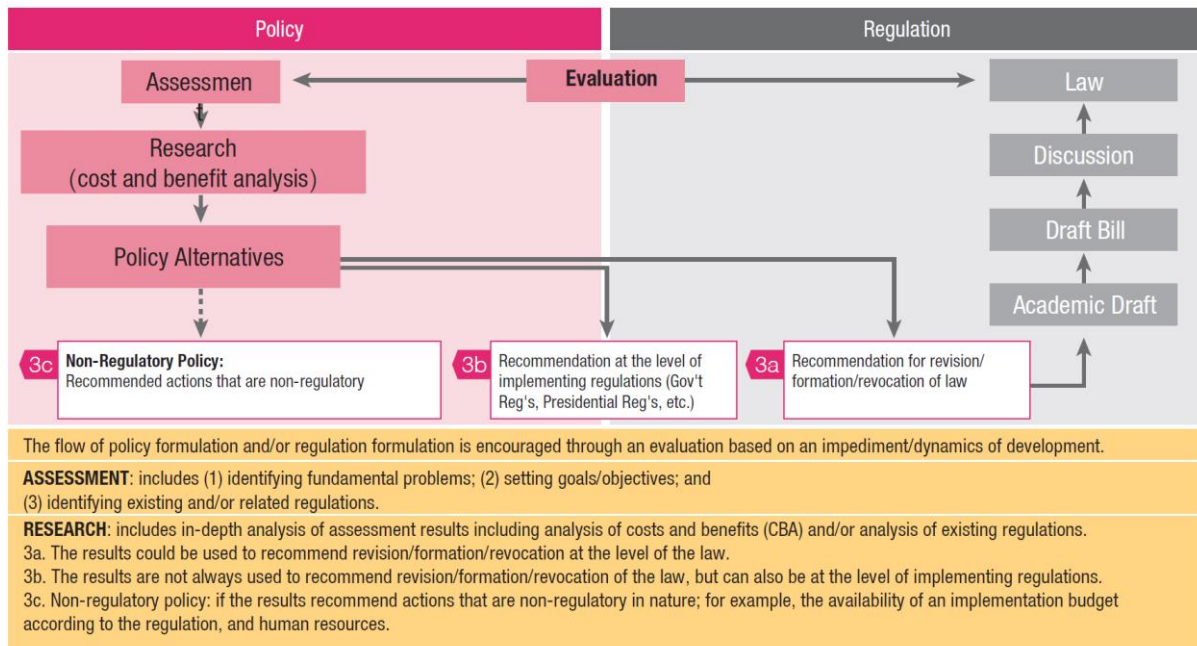 Policy
Regulation
Assessmen
t
Evaluation
Law
Research
(cost and benefit analysis)
Discussion
Policy Alternatives
Draft Bill
Academic Draft
3c
Non-Regulatory Policy:
Recommended actions that are non-regulatory
3b
Recommendation at the level of
implementing regulations (Gov't
Reg's, Presidential Reg's, etc.)
3a
Recommendation for revision/
formation/revocation of law
The flow of policy formulation and/or regulation formulation is encouraged through an evaluation based on an impediment/dynamics of development.
ASSESSMENT: includes (1) identifying fundamental problems; (2) setting goals/objectives; and
(3) identifying existing and/or related regulations.
RESEARCH: includes in-depth analysis of assessment results including analysis of costs and benefits (CBA) and/or analysis of existing regulations.
3a. The results could be used to recommend revision/formation/revocation at the level of the law.
3b. The results are not always used to recommend revision/formation/revocation of the law, but can also be at the level of implementing regulations.
3c. Non-regulatory policy: if the results recommend actions that are non-regulatory in nature; for example, the availability of an implementation budget
according to the regulation, and human resources.